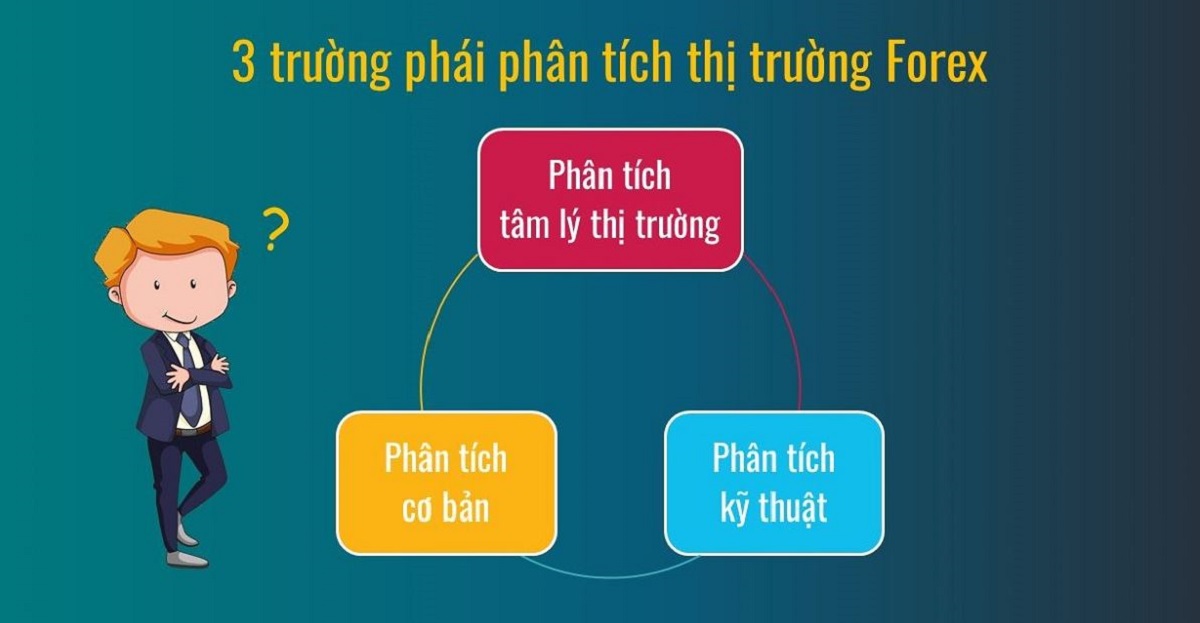 3 trường phái phân tích thị trường Forex
?
Phân tích
tâm lý thị trường
Phân tích
cơ bản
Phân tích
kỹ thuật